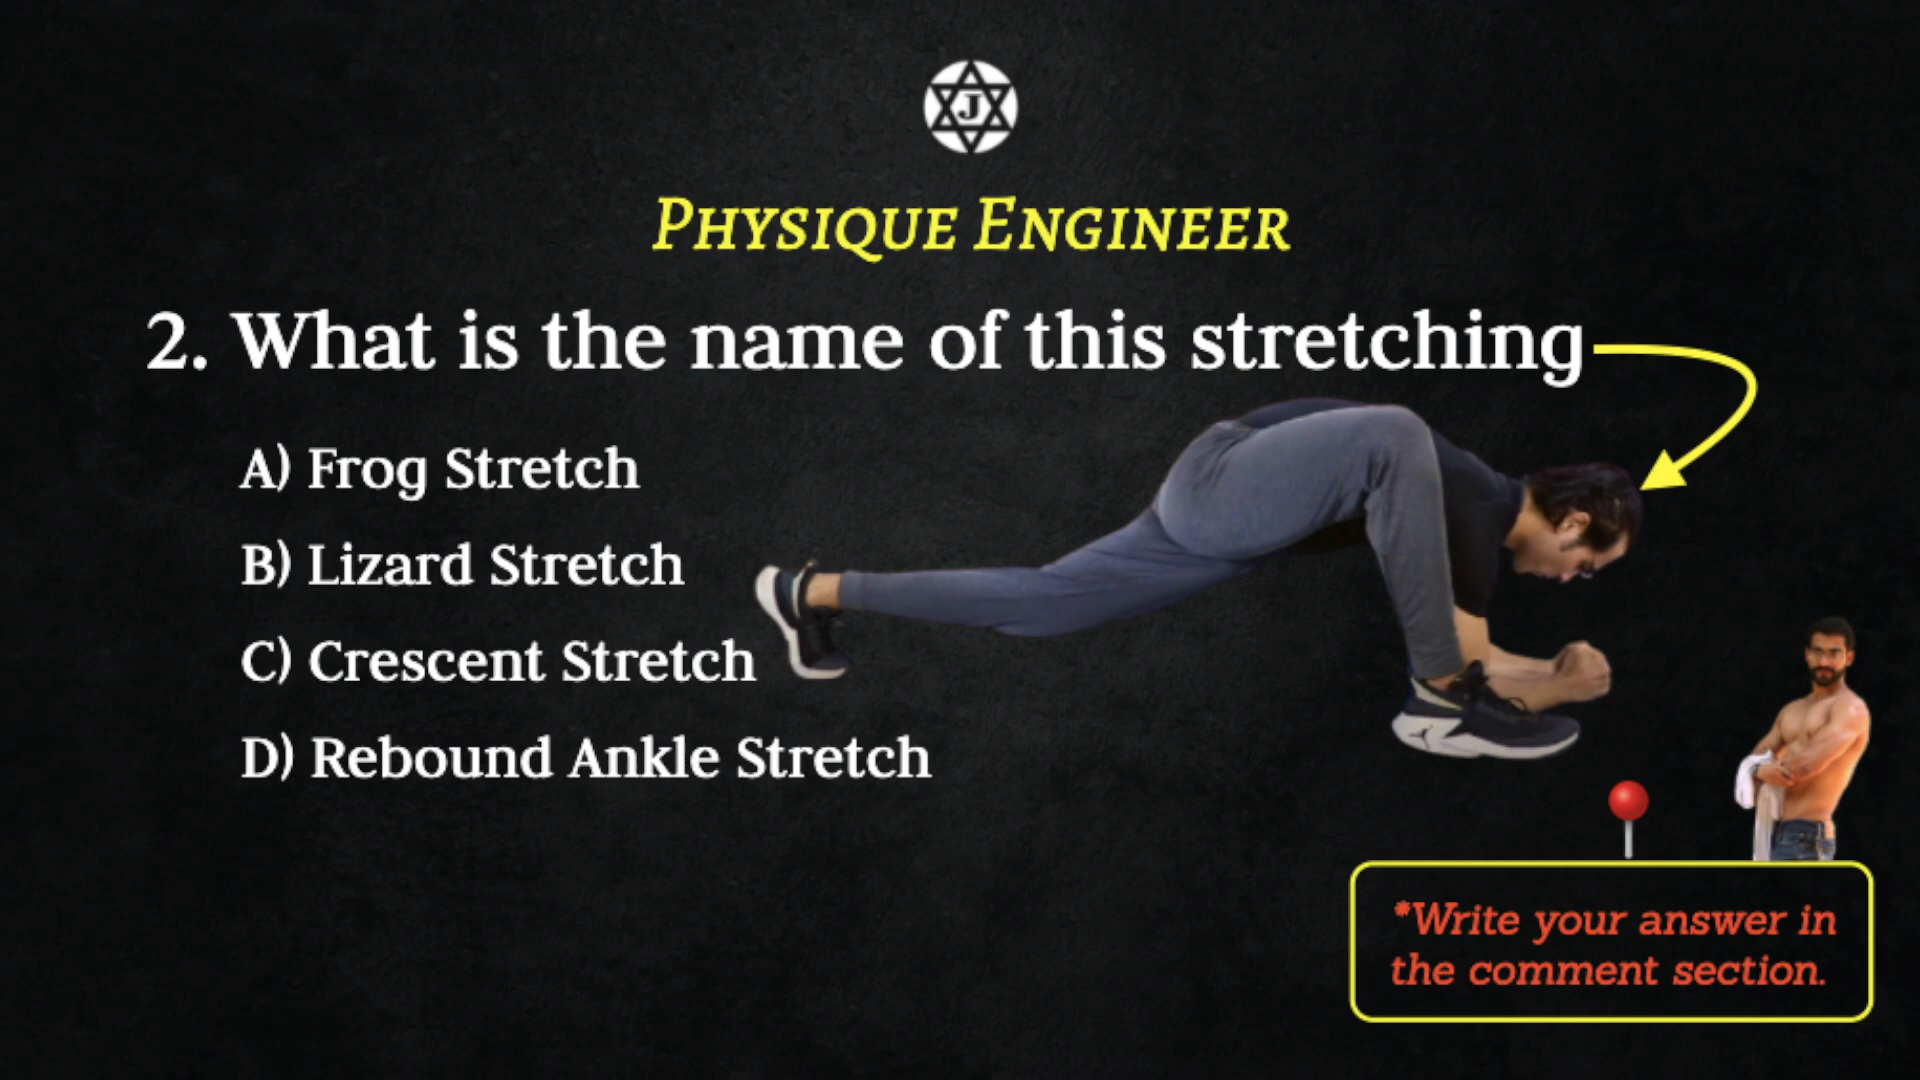 J
Physique Engineer
2. What is the name of this stretching
A) Frog Stretch
B) Lizard Stretch
C) Crescent Stretch
D) Rebound Ankle Stretch
*Write your answer in
the comment section.